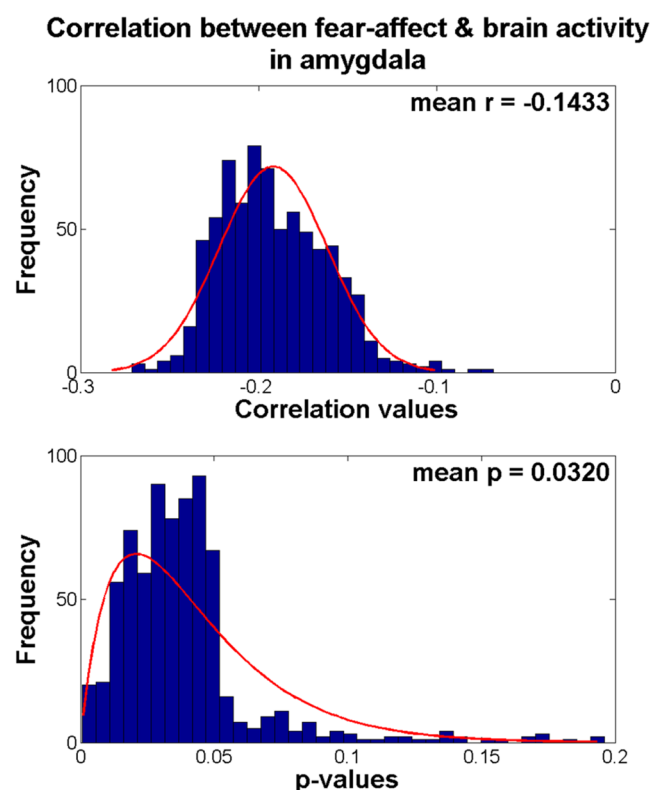 Correlation between fear-affect & brain activity
in amygdala
mean r = -0.1433
100
50
0
Frequency
-0.3
-0.2
-0.1
0
Correlation values
mean p = 0.0320
100
50
0
Frequency
0
0.05
0.1
0.15
0.2
p-values